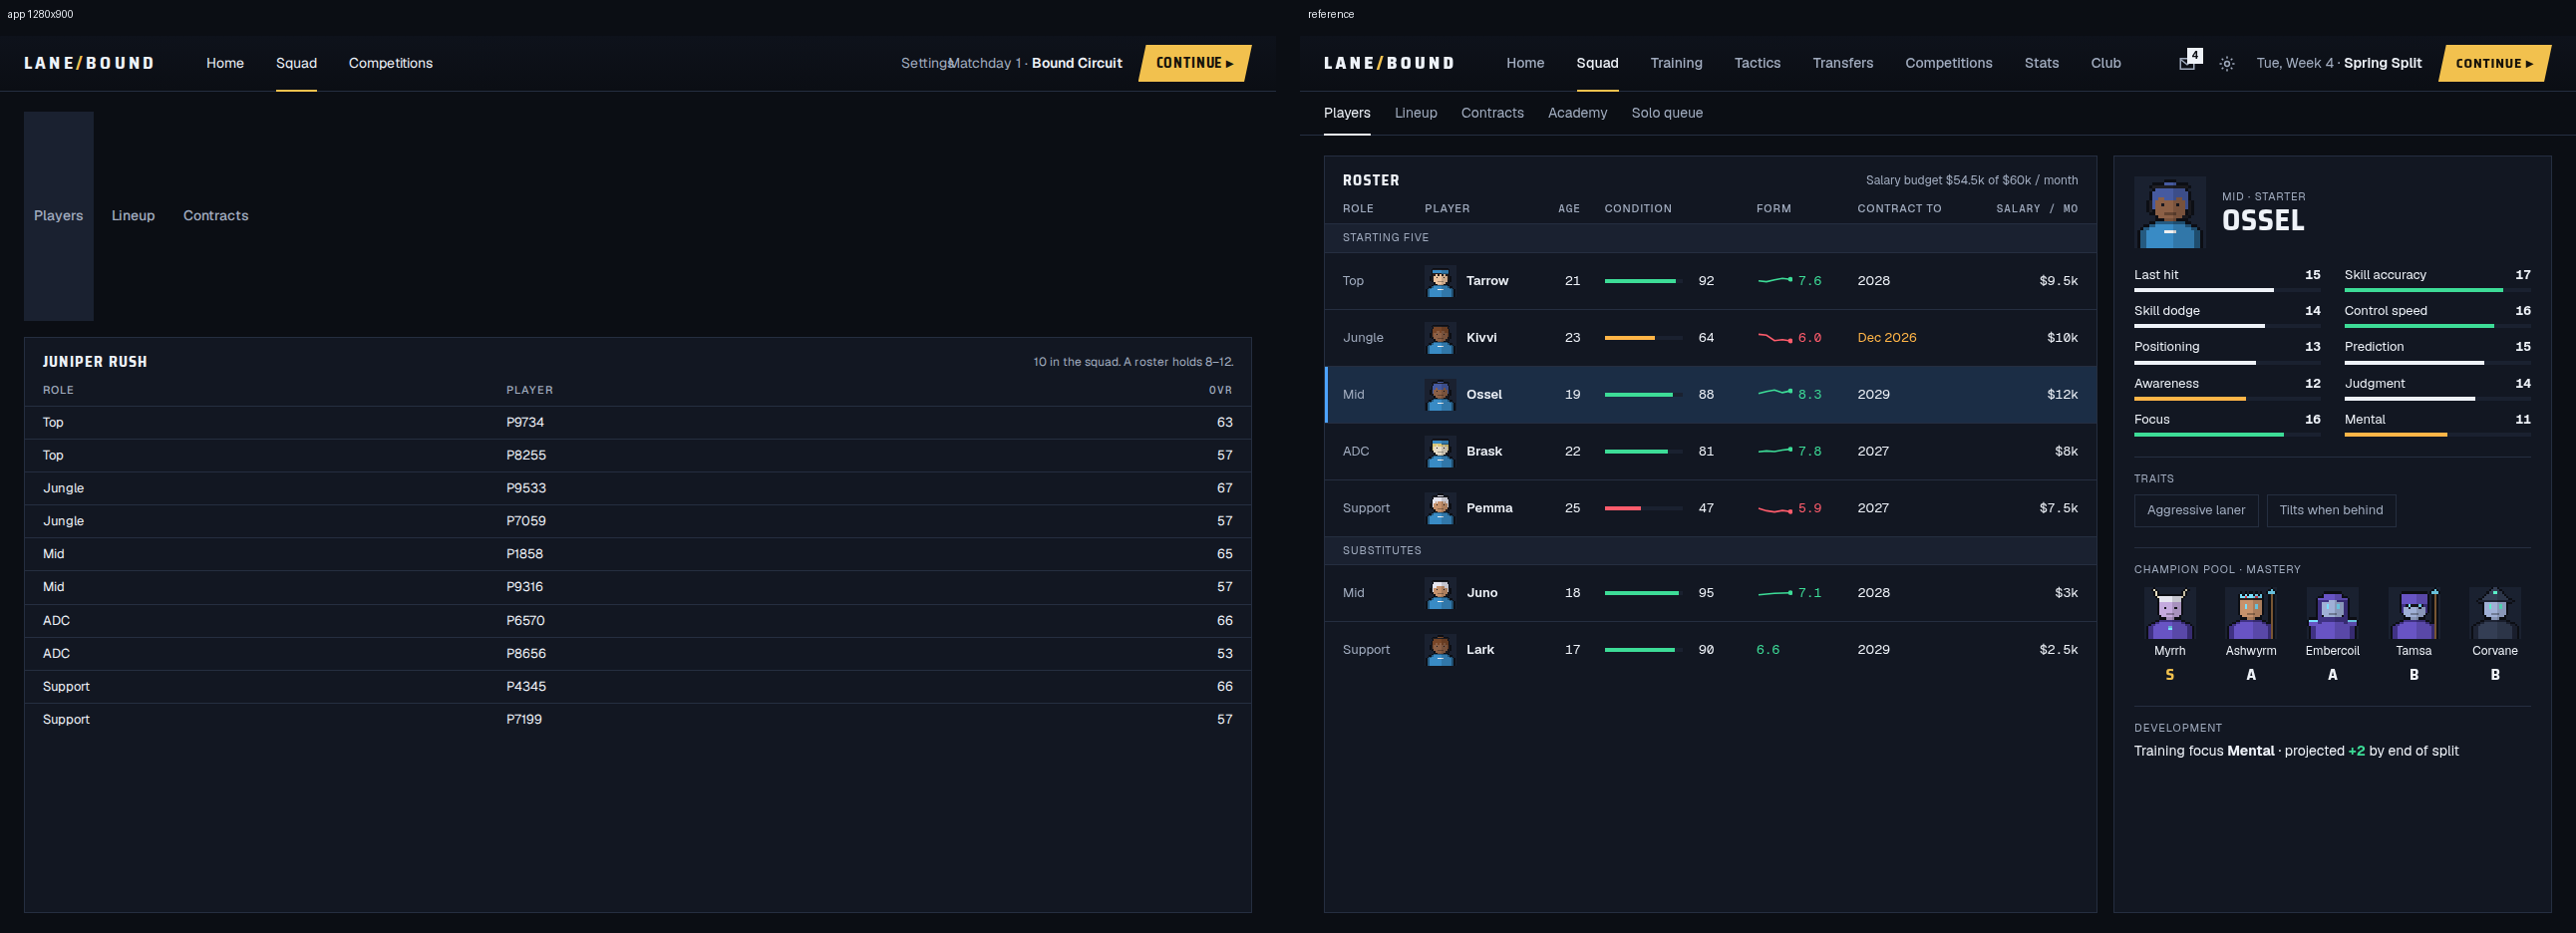 app 1280x900
LANE/BOUND Home Squad Competitions Settings Matchday 1 · Bound Circuit CONTINUE ▸
Players Lineup Contracts
JUNIPER RUSH 10 in the squad. A roster holds 8–12.
ROLE PLAYER OVR
Top P9734 63
Top P8255 57
Jungle P9533 67
Jungle P7059 57
Mid P1858 65
Mid P9316 57
ADC P6570 66
ADC P8656 53
Support P4345 66
Support P7199 57
reference
LANE/BOUND Home Squad Training Tactics Transfers Competitions Stats Club 4 Tue, Week 4 · Spring Split CONTINUE ▸
Players Lineup Contracts Academy Solo queue
ROSTER Salary budget $54.5k of $60k / month
ROLE PLAYER AGE CONDITION FORM CONTRACT TO SALARY / MO
STARTING FIVE
Top Tarrow 21 92 7.6 2028 $9.5k
Jungle Kivvi 23 64 6.0 Dec 2026 $10k
Mid Ossel 19 88 8.3 2029 $12k
ADC Brask 22 81 7.8 2027 $8k
Support Pemma 25 47 5.9 2027 $7.5k
SUBSTITUTES
Mid Juno 18 95 7.1 2028 $3k
Support Lark 17 90 6.6 2029 $2.5k
MID · STARTER
OSSEL
Last hit 15 Skill accuracy 17
Skill dodge 14 Control speed 16
Positioning 13 Prediction 15
Awareness 12 Judgment 14
Focus 16 Mental 11
TRAITS
Aggressive laner Tilts when behind
CHAMPION POOL · MASTERY
Myrrh Ashwyrm Embercoil Tamsa Corvane
S A A B B
DEVELOPMENT
Training focus Mental · projected +2 by end of split